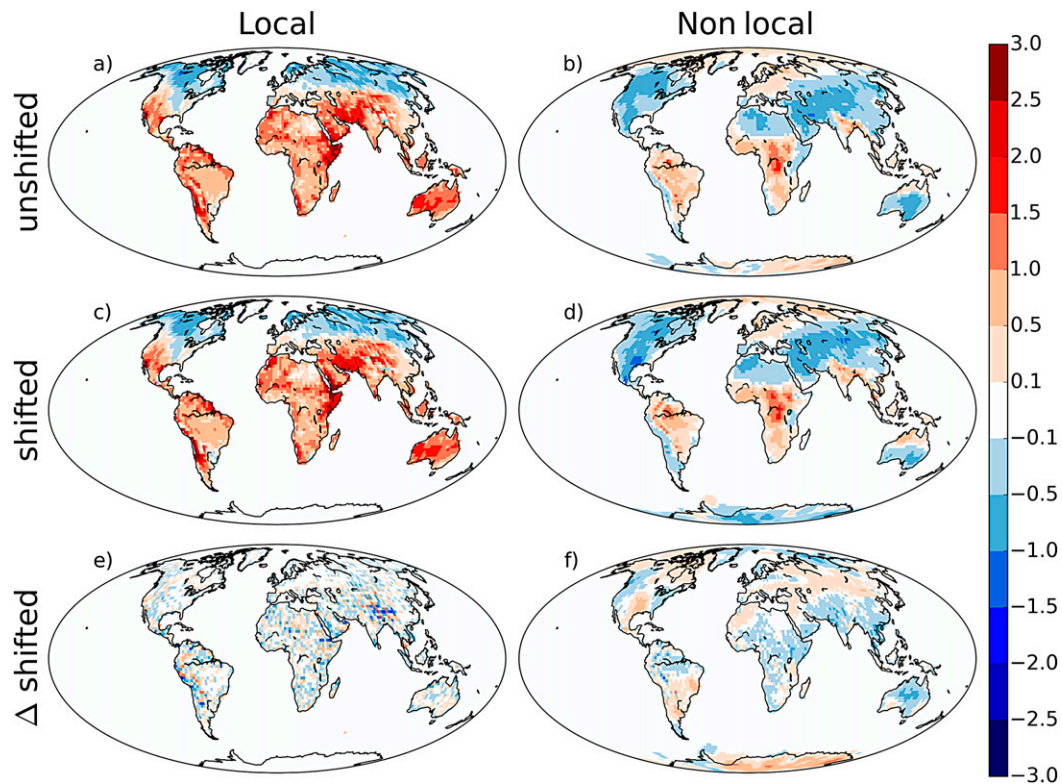 Local
Non local
unshifted
a)
b)
shifted
c)
d)
Δ shifted
e)
f)
3.0
2.5
2.0
1.5
1.0
0.5
0.1
−0.1
−0.5
−1.0
−1.5
−2.0
−2.5
−3.0